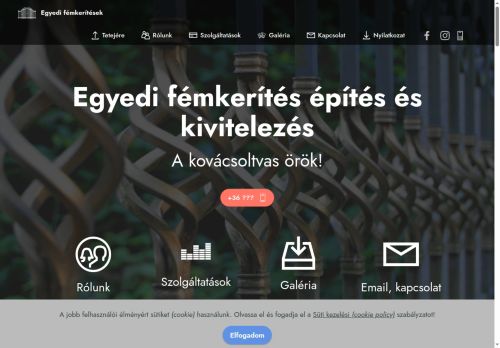 Egyedi fémkerítések
Tetejére
Rólunk
Szolgáltatások
Galéria
Kapcsolat
Nyilatkozat
Egyedi fémkerítés építés és
kivitelezés
A kovácsoltvas örök!
+36 ???
Rólunk
Szolgáltatások
Galéria
Email, kapcsolat
A jobb felhasználói élményért sütiket (cookie) használunk. Olvassa el és fogadja el a Süti kezelési (cookie policy) szabályzatot!
Elfogadom